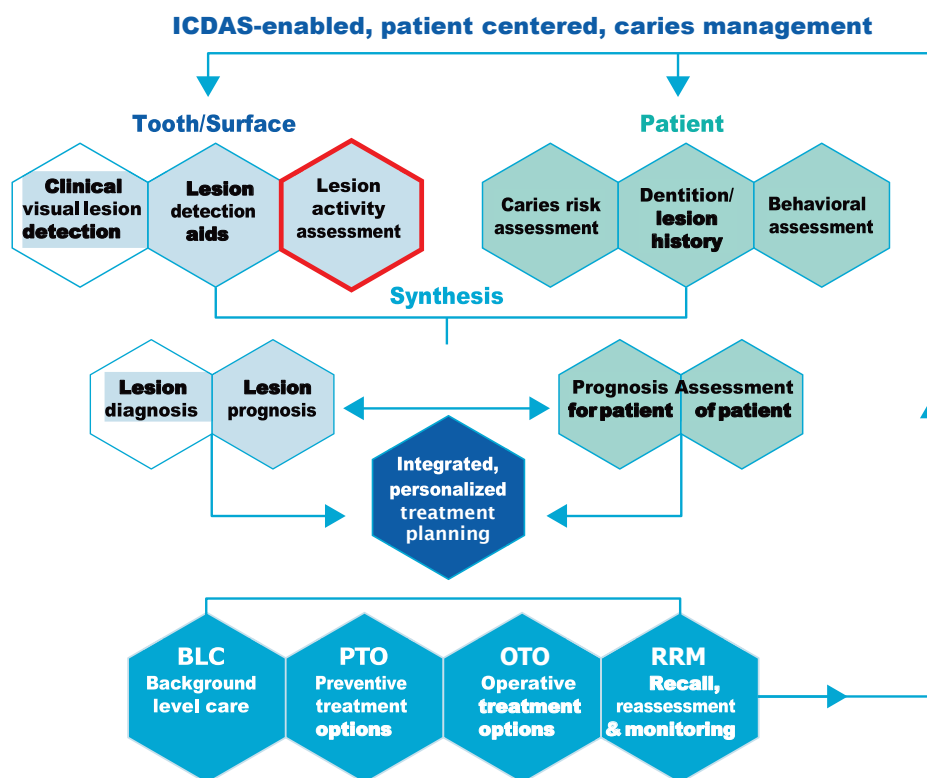 ICDAS-enabled, patient centered, caries management
Tooth/Surface
Patient
Clinical
visual lesion
detection
Lesion
detection
aids
Lesion
activity
assessment
Caries risk
assessment
Dentition/
lesion
history
Behavioral
assessment
Synthesis
Lesion
diagnosis
Lesion
prognosis
Prognosis
for patient
Assessment
of patient
Integrated,
personalized
treatment
planning
BLC
Background
level care
PTO
Preventive
treatment
options
OTO
Operative
treatment
options
RRM
Recall,
reassessment
& monitoring